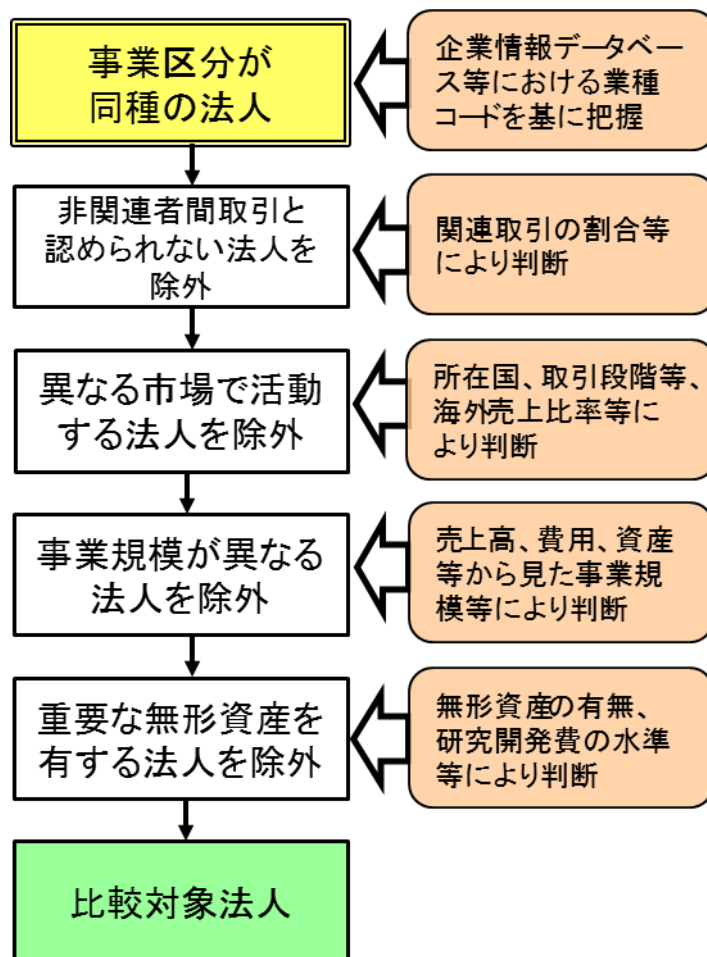 事業区分が
同種の法人
企業情報データベー
ス等における業種
コードを基に把握
非関連者間取引と
認められない法人を
除外
関連取引の割合等
により判断
異なる市場で活動
する法人を除外
所在国、取引段階等、
海外売上比率等に
より判断
事業規模が異なる
法人を除外
売上高、費用、資産
等から見た事業規
模等により判断
重要な無形資産を
有する法人を除外
無形資産の有無、
研究開発費の水準
等により判断
比較対象法人